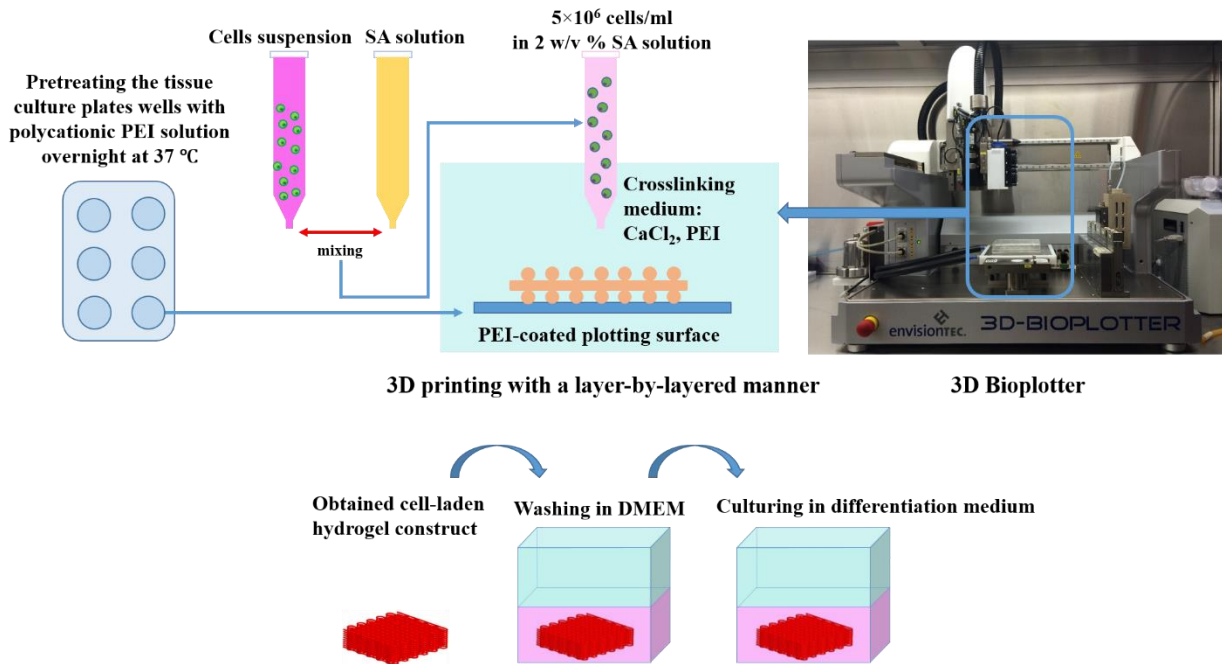 Cells suspension
SA solution
5×10⁶ cells/ml
in 2 w/v % SA solution
Pretreating the tissue
culture plates wells with
polycationic PEI solution
overnight at 37 ℃
mixing
Crosslinking
medium:
CaCl₂, PEI
PEI-coated plotting surface
envisionTEC.
3D-BIOPLOTTER
3D printing with a layer-by-layered manner
3D Bioplotter
Obtained cell-laden
hydrogel construct
Washing in DMEM
Culturing in differentiation medium